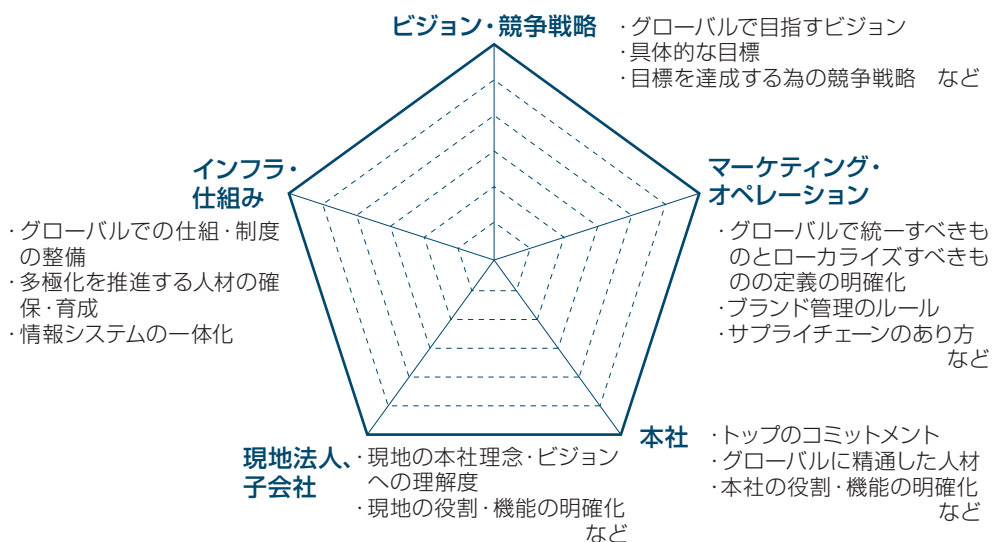 ビジョン・競争戦略
・グローバルで目指すビジョン
・具体的な目標
・目標を達成する為の競争戦略　など
マーケティング・
オペレーション
・グローバルで統一すべきも
のとローカライズすべきも
のの定義の明確化
・ブランド管理のルール
・サプライチェーンのあり方
など
本社
・トップのコミットメント
・グローバルに精通した人材
・本社の役割・機能の明確化
など
現地法人、
子会社
・現地の本社理念・ビジョン
への理解度
・現地の役割・機能の明確化
など
インフラ・
仕組み
・グローバルでの仕組・制度
の整備
・多極化を推進する人材の確
保・育成
・情報システムの一体化